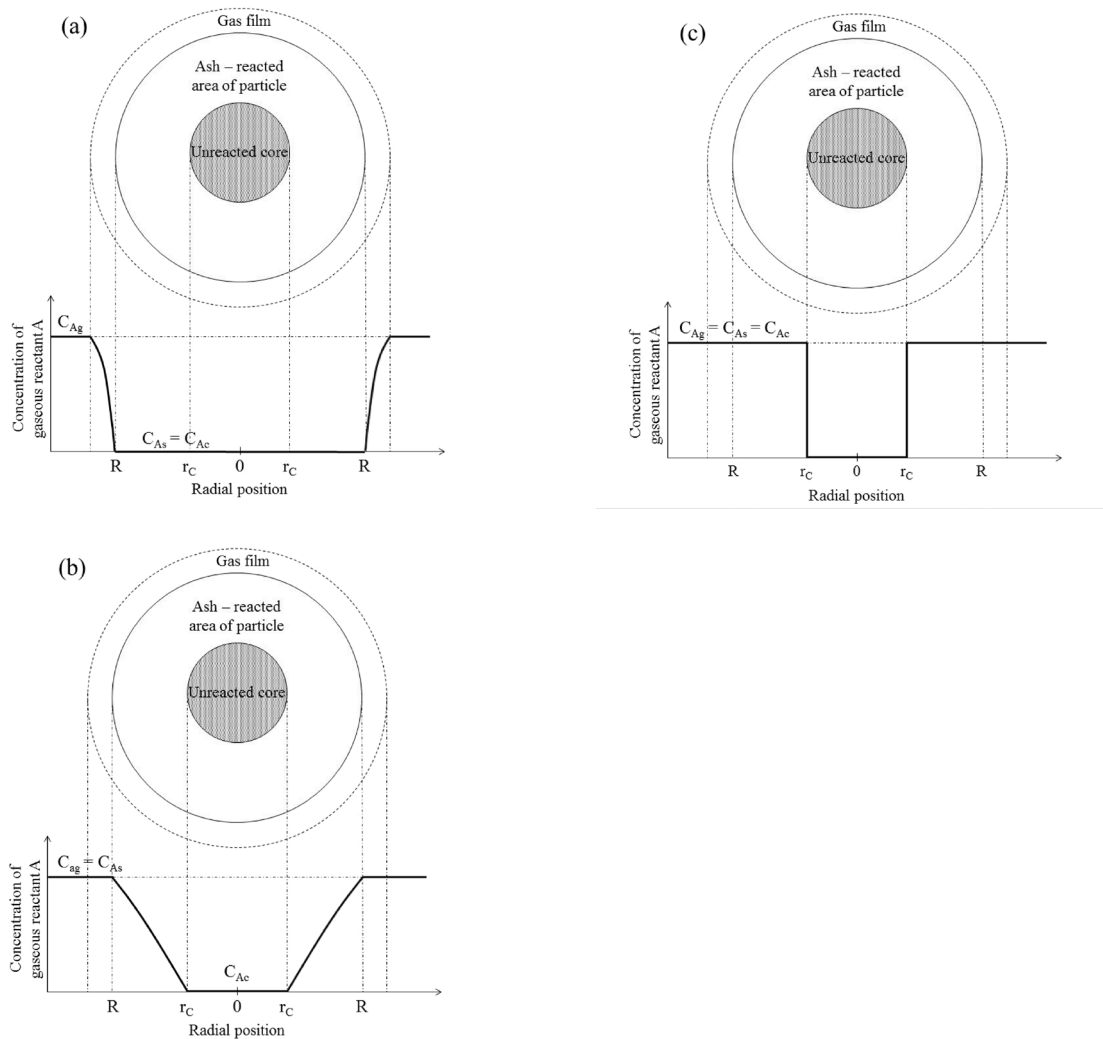 (a)
Gas film
Ash – reacted
area of particle
Unreacted core
Concentration of
gaseous reactant A
C_Ag
C_As = C_Ac
R
r_C
0
r_C
R
Radial position
(b)
Gas film
Ash – reacted
area of particle
Unreacted core
Concentration of
gaseous reactant A
C_ag = C_As
C_Ac
R
r_C
0
r_C
R
Radial position
(c)
Gas film
Ash – reacted
area of particle
Unreacted core
Concentration of
gaseous reactant A
C_Ag = C_As = C_Ac
R
r_C
0
r_C
R
Radial position